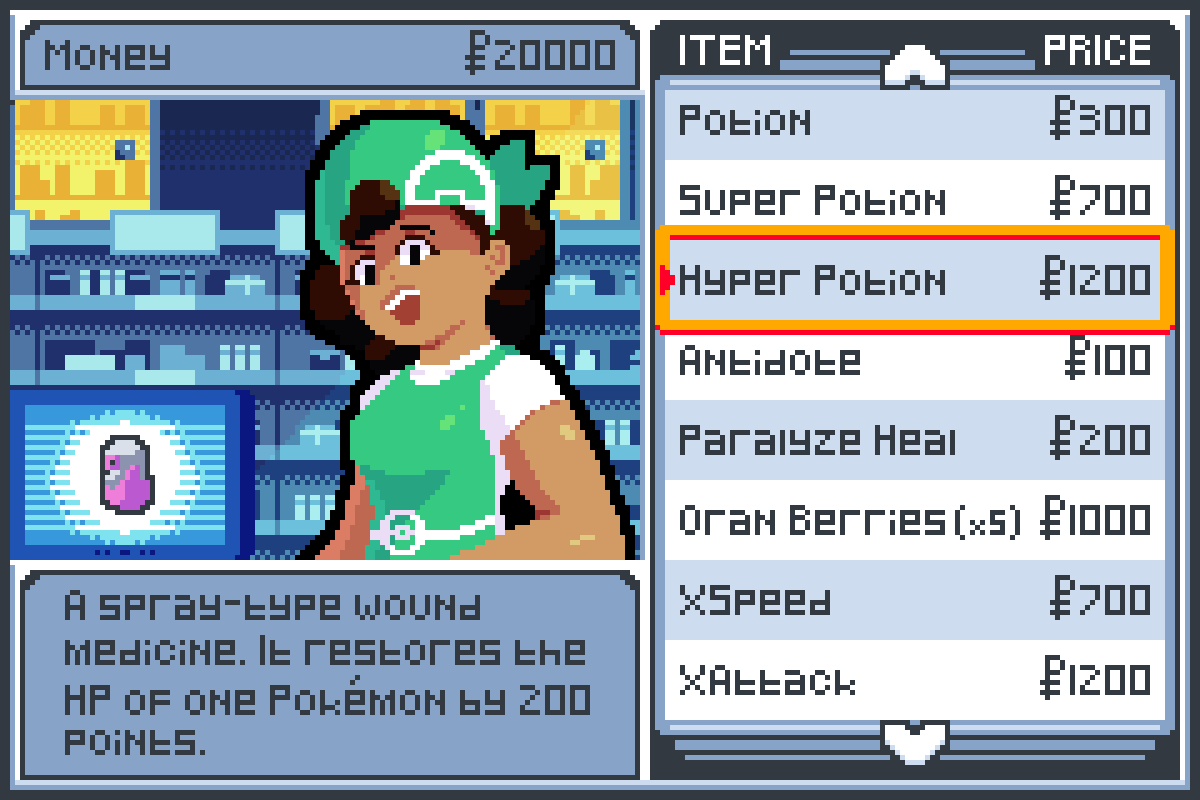 Money ₽20000
ITEM PRICE
Potion ₽300
Super Potion ₽700
Hyper Potion ₽1200
Antidote ₽100
Paralyze Heal ₽200
Oran Berries(x5) ₽1000
XSpeed ₽700
XAttack ₽1200
A spray-type wound
medicine. It restores the
HP of one Pokémon by 200
points.